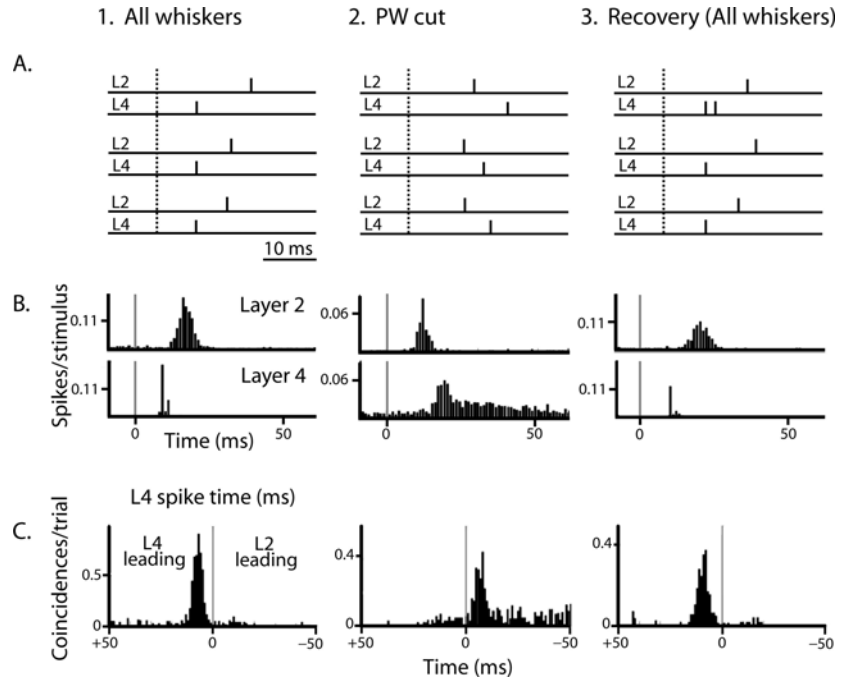 1. All whiskers 2. PW cut 3. Recovery (All whiskers)
A.
L2 L2 L2
L4 L4 L4
L2 L2 L2
L4 L4 L4
L2 L2 L2
L4 L4 L4
10 ms
B.
Spikes/stimulus
0.11 Layer 2 0.06 0.11
0.11 Layer 4 0.06 0.11
0 50 0 50 0 50
Time (ms)
L4 spike time (ms)
C.
Coincidences/trial
L4 leading L2 leading
0.5 0.4 0.4
0 0 0
+50 0 −50 0 −50 +50 0 −50
Time (ms)